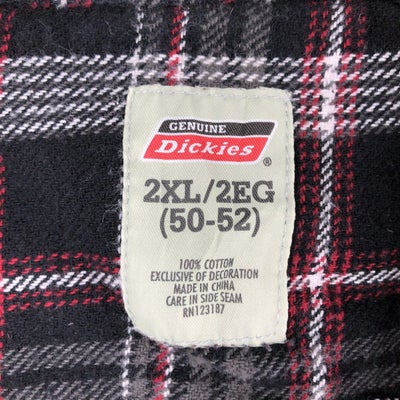 GENUINE
Dickies®
2XL/2EG
(50-52)
100% COTTON
EXCLUSIVE OF DECORATION
MADE IN CHINA
CARE IN SIDE SEAM
RN123187